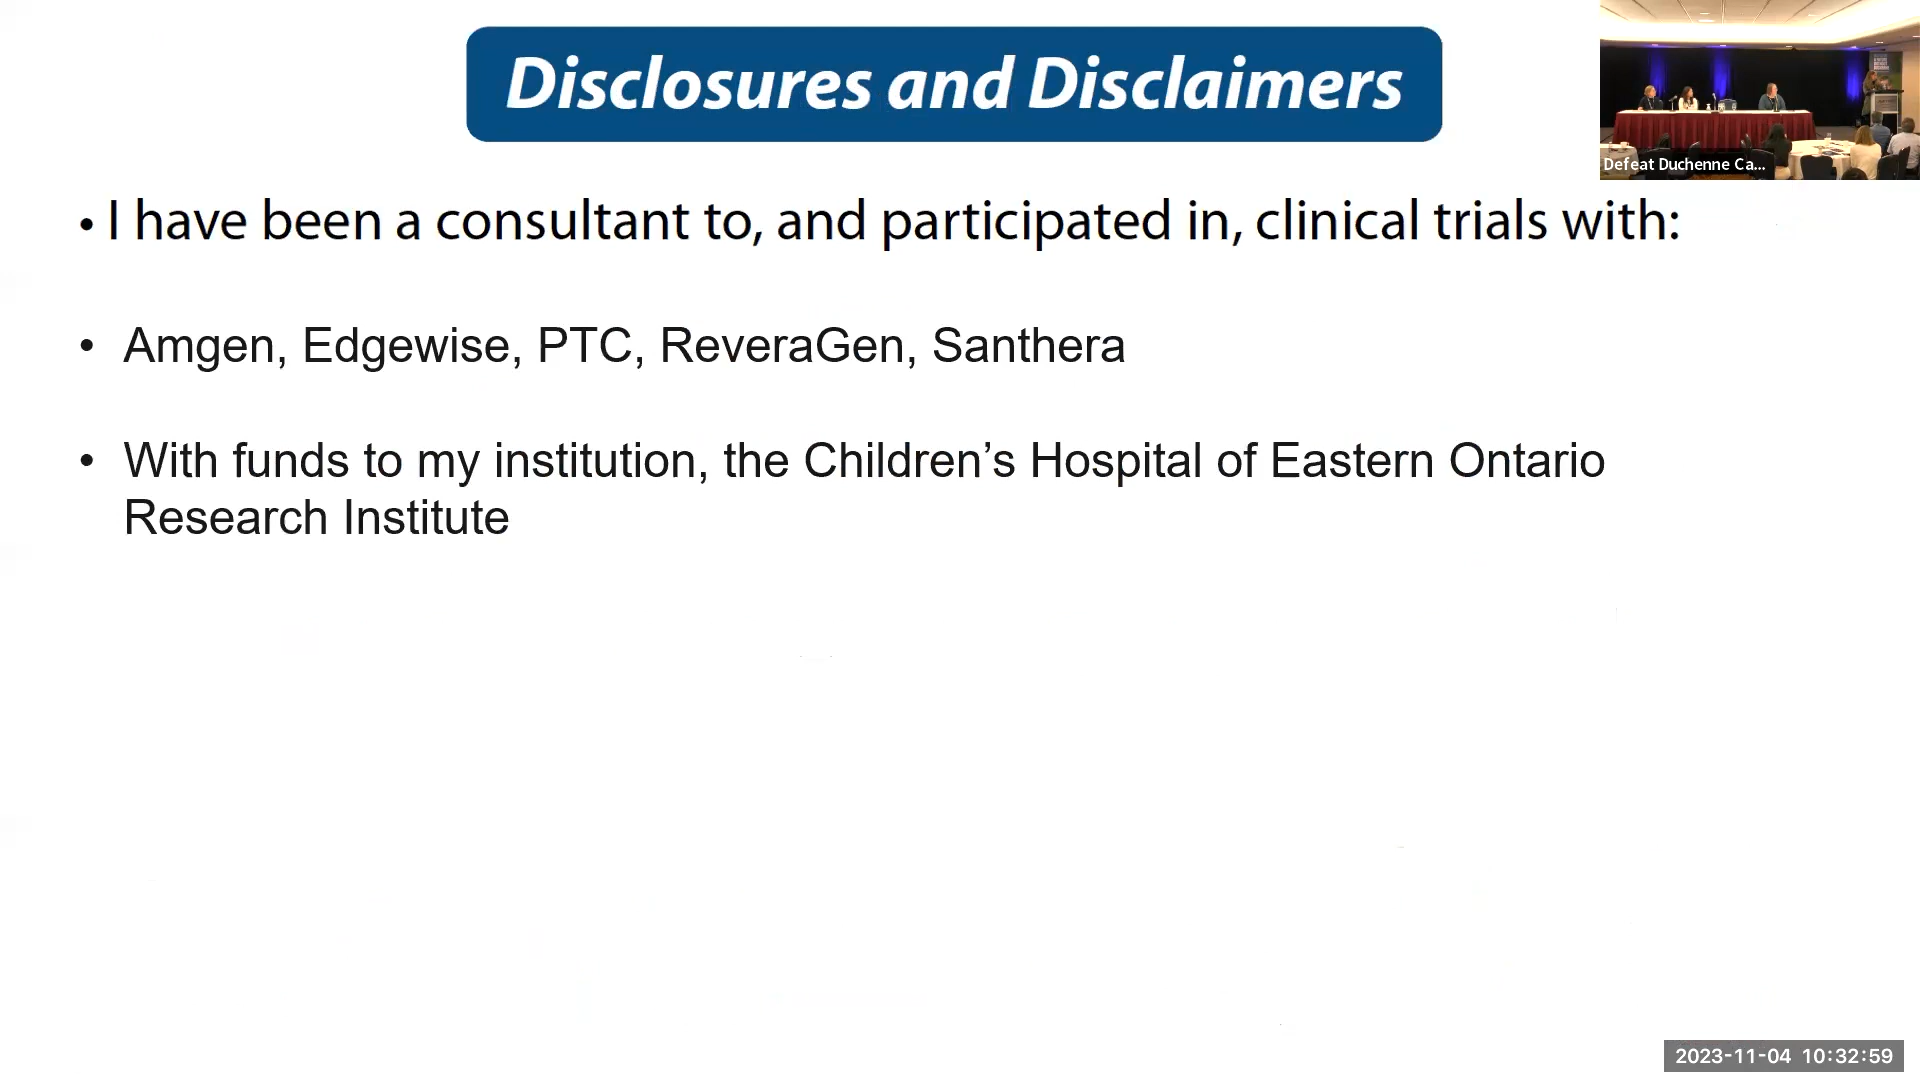 Disclosures and Disclaimers
Defeat Duchenne Ca...
• I have been a consultant to, and participated in, clinical trials with:
• Amgen, Edgewise, PTC, ReveraGen, Santhera
• With funds to my institution, the Children’s Hospital of Eastern Ontario
Research Institute
2023-11-04 10:32:59